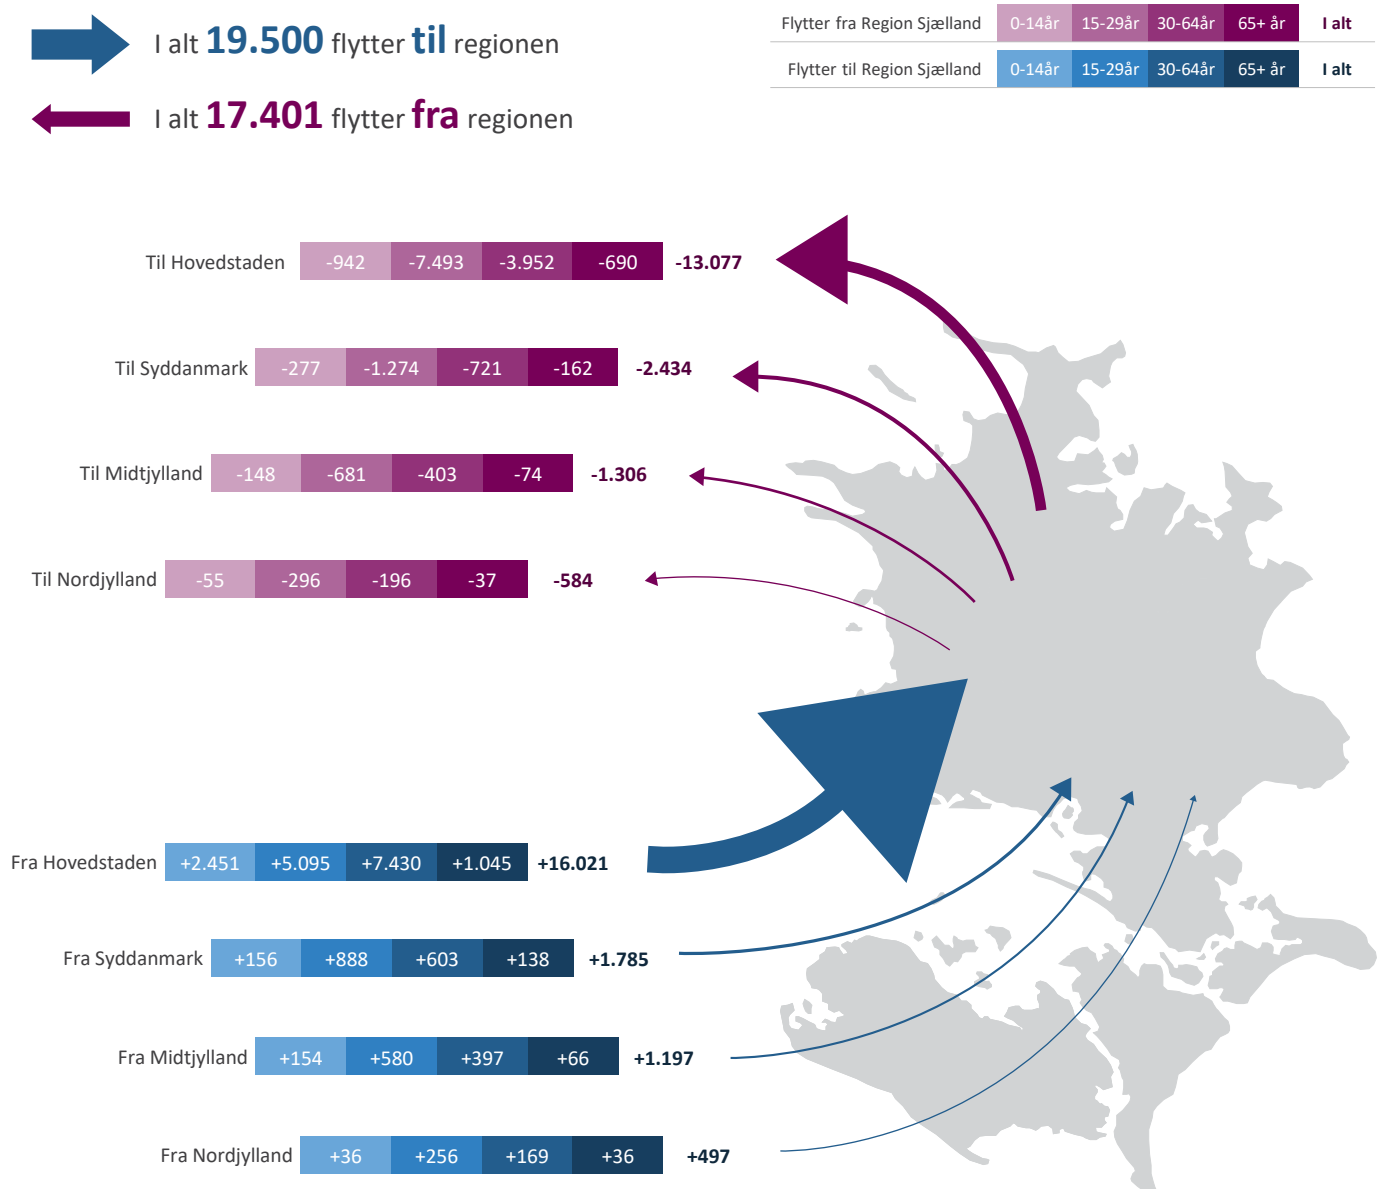 I alt 19.500 flytter til regionen
I alt 17.401 flytter fra regionen
Flytter fra Region Sjælland 0-14år 15-29år 30-64år 65+ år I alt
Flytter til Region Sjælland 0-14år 15-29år 30-64år 65+ år I alt
Til Hovedstaden -942 -7.493 -3.952 -690 -13.077
Til Syddanmark -277 -1.274 -721 -162 -2.434
Til Midtjylland -148 -681 -403 -74 -1.306
Til Nordjylland -55 -296 -196 -37 -584
Fra Hovedstaden +2.451 +5.095 +7.430 +1.045 +16.021
Fra Syddanmark +156 +888 +603 +138 +1.785
Fra Midtjylland +154 +580 +397 +66 +1.197
Fra Nordjylland +36 +256 +169 +36 +497